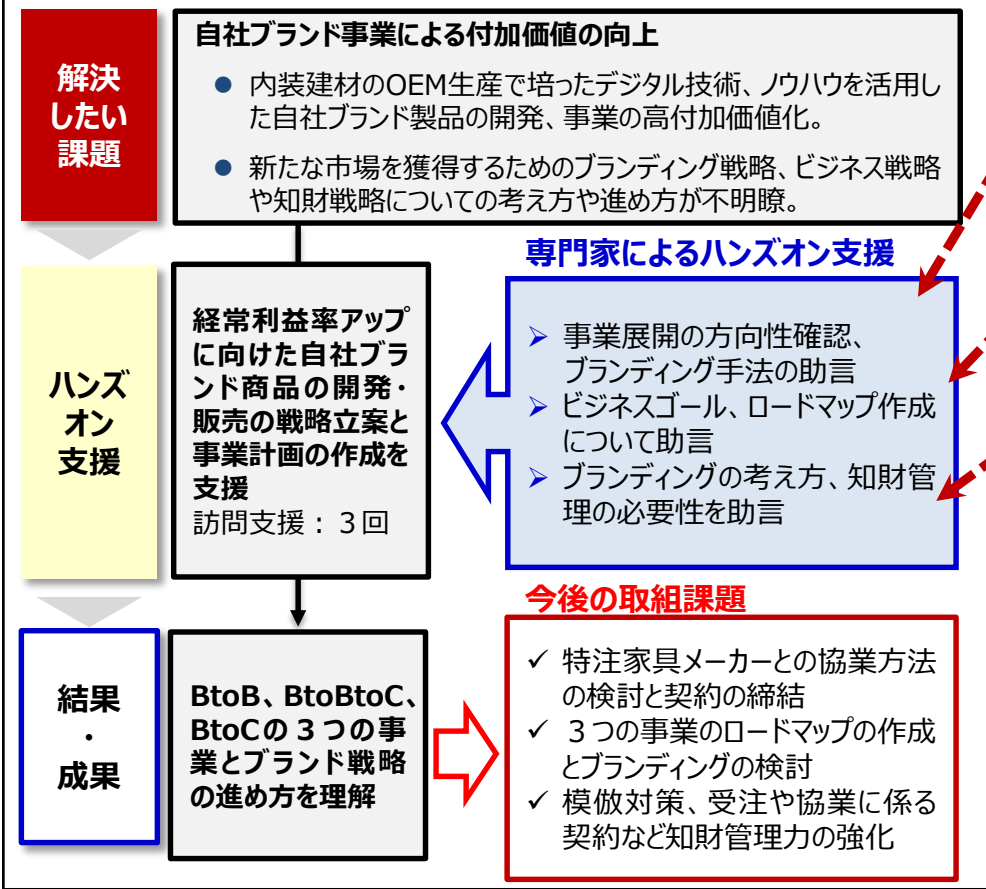 解決
したい
課題
自社ブランド事業による付加価値の向上
● 内装建材のOEM生産で培ったデジタル技術、ノウハウを活用し
た自社ブランド製品の開発、事業の高付加価値化。
● 新たな市場を獲得するためのブランディング戦略、ビジネス戦略
や知財戦略についての考え方や進め方が不明瞭。
ハンズ
オン
支援
経常利益率アップ
に向けた自社ブラ
ンド商品の開発・
販売の戦略立案と
事業計画の作成を
支援
訪問支援：３回
専門家によるハンズオン支援
➢ 事業展開の方向性確認、
ブランディング手法の助言
➢ ビジネスゴール、ロードマップ作成
について助言
➢ ブランディングの考え方、知財管
理の必要性を助言
結果
・
成果
BtoB、BtoBtoC、
BtoCの３つの事
業とブランド戦略
の進め方を理解
今後の取組課題
✓ 特注家具メーカーとの協業方法
の検討と契約の締結
✓ ３つの事業のロードマップの作成
とブランディングの検討
✓ 模倣対策、受注や協業に係る
契約など知財管理力の強化